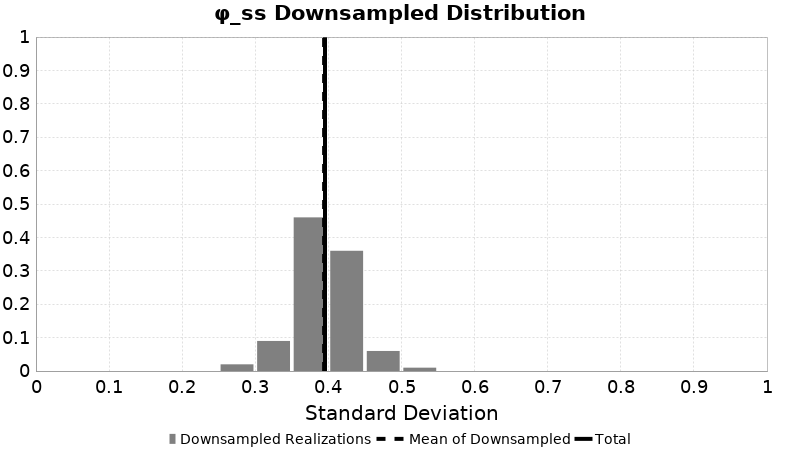 φ_ss Downsampled Distribution
1
0.9
0.8
0.7
0.6
0.5
0.4
0.3
0.2
0.1
0
0 0.1 0.2 0.3 0.4 0.5 0.6 0.7 0.8 0.9 1
Standard Deviation
Downsampled Realizations Mean of Downsampled Total